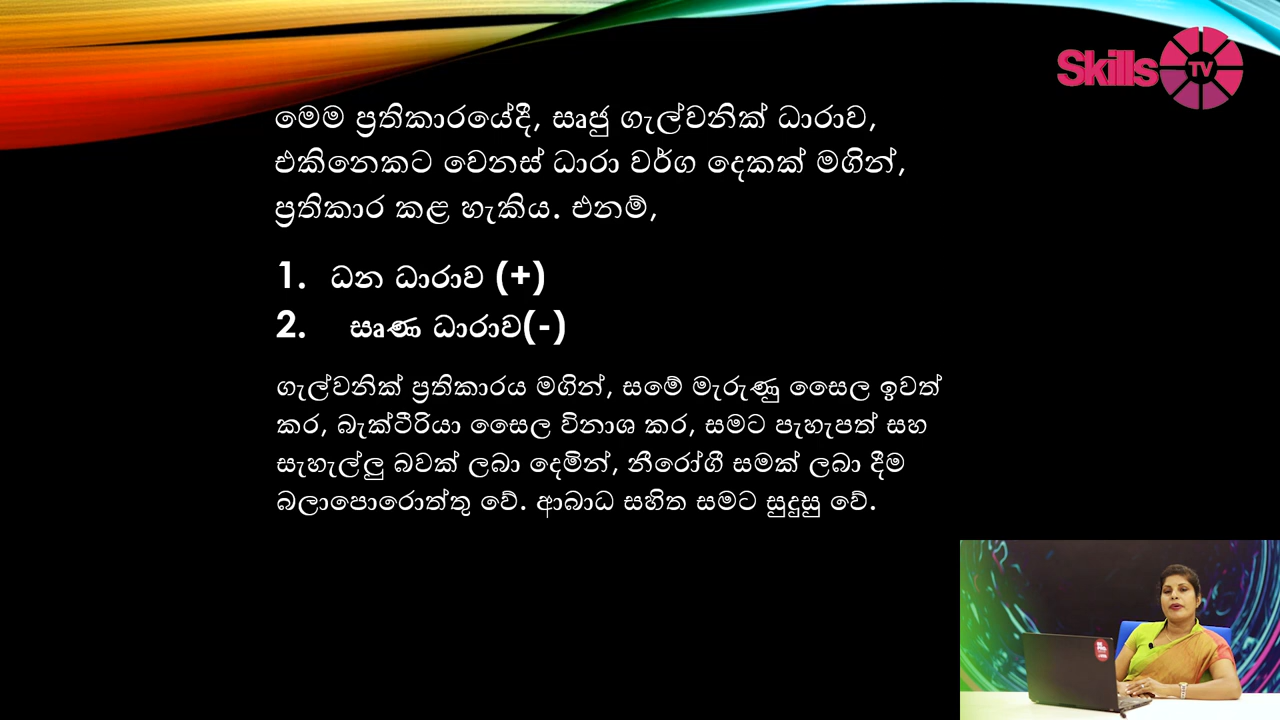 Skills TV
මෙම ප්‍රතිකාරයේදී, සෘජු ගැල්වනික් ධාරාව,
එකිනෙකට වෙනස් ධාරා වර්ග දෙකක් මගින්,
ප්‍රතිකාර කළ හැකිය. එනම්,
1. ධන ධාරාව (+)
2. සෘණ ධාරාව(-)
ගැල්වනික් ප්‍රතිකාරය මගින්, සමේ මැරුණු සෛල ඉවත්
කර, බැක්ටීරියා සෛල විනාශ කර, සමට පැහැපත් සහ
සැහැල්ලු බවක් ලබා දෙමින්, නීරෝගී සමක් ලබා දීම
බලාපොරොත්තු වේ. ආබාධ සහිත සමට සුදුසු වේ.